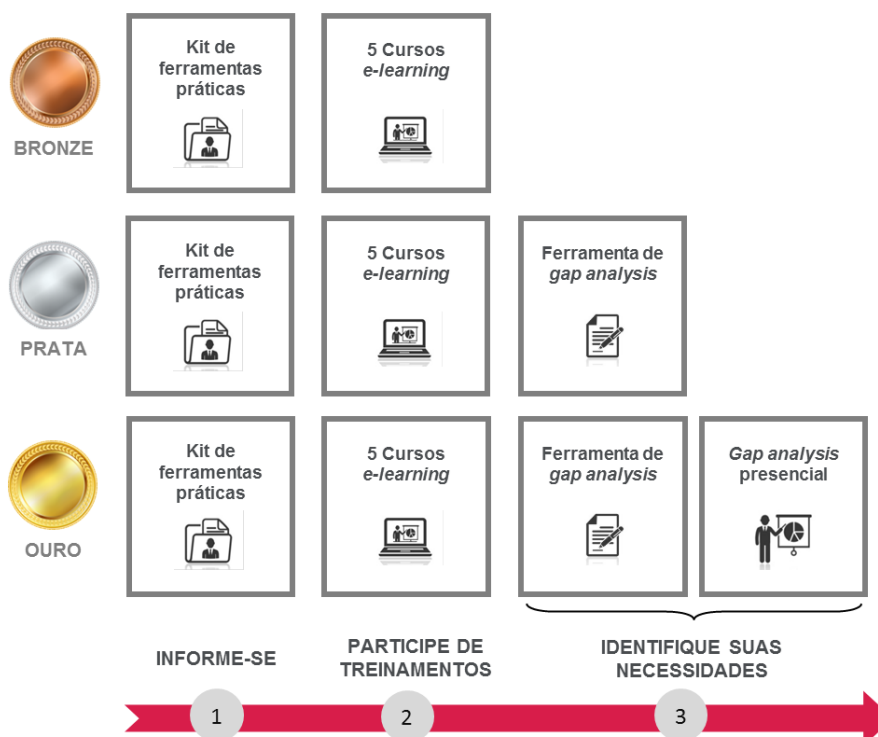 Kit de
ferramentas
práticas
5 Cursos
e-learning
BRONZE
Kit de
ferramentas
práticas
5 Cursos
e-learning
Ferramenta de
gap analysis
PRATA
Kit de
ferramentas
práticas
5 Cursos
e-learning
Ferramenta de
gap analysis
Gap analysis
presencial
OURO
INFORME-SE
PARTICIPE DE
TREINAMENTOS
IDENTIFIQUE SUAS
NECESSIDADES
1
2
3